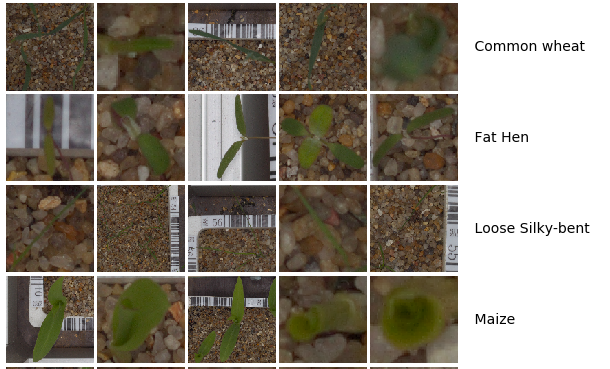 Common wheat
Fat Hen
Loose Silky-bent
Maize